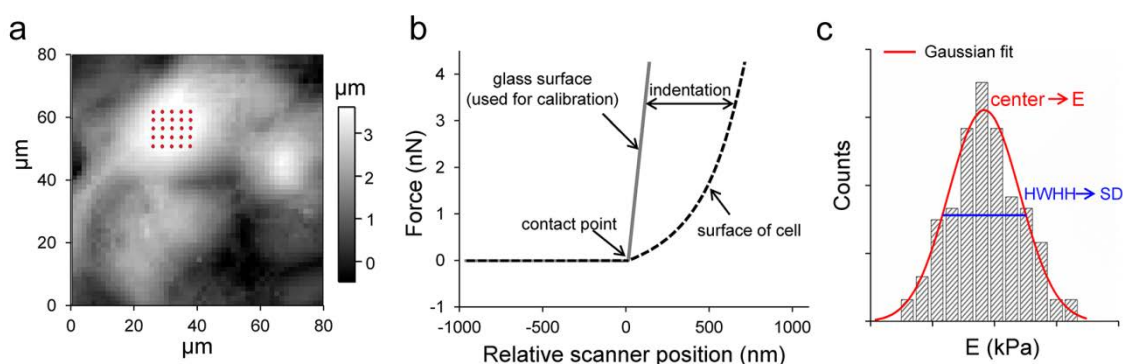 a
80
60
40
20
0
0
20
40
60
80
μm
μm
μm
3
2
1
0
b
4
3
2
1
0
-1
-1000
-500
0
500
1000
Force (nN)
Relative scanner position (nm)
glass surface
(used for calibration)
indentation
contact point
surface of cell
c
Gaussian fit
center→E
HWHH→SD
Counts
E (kPa)